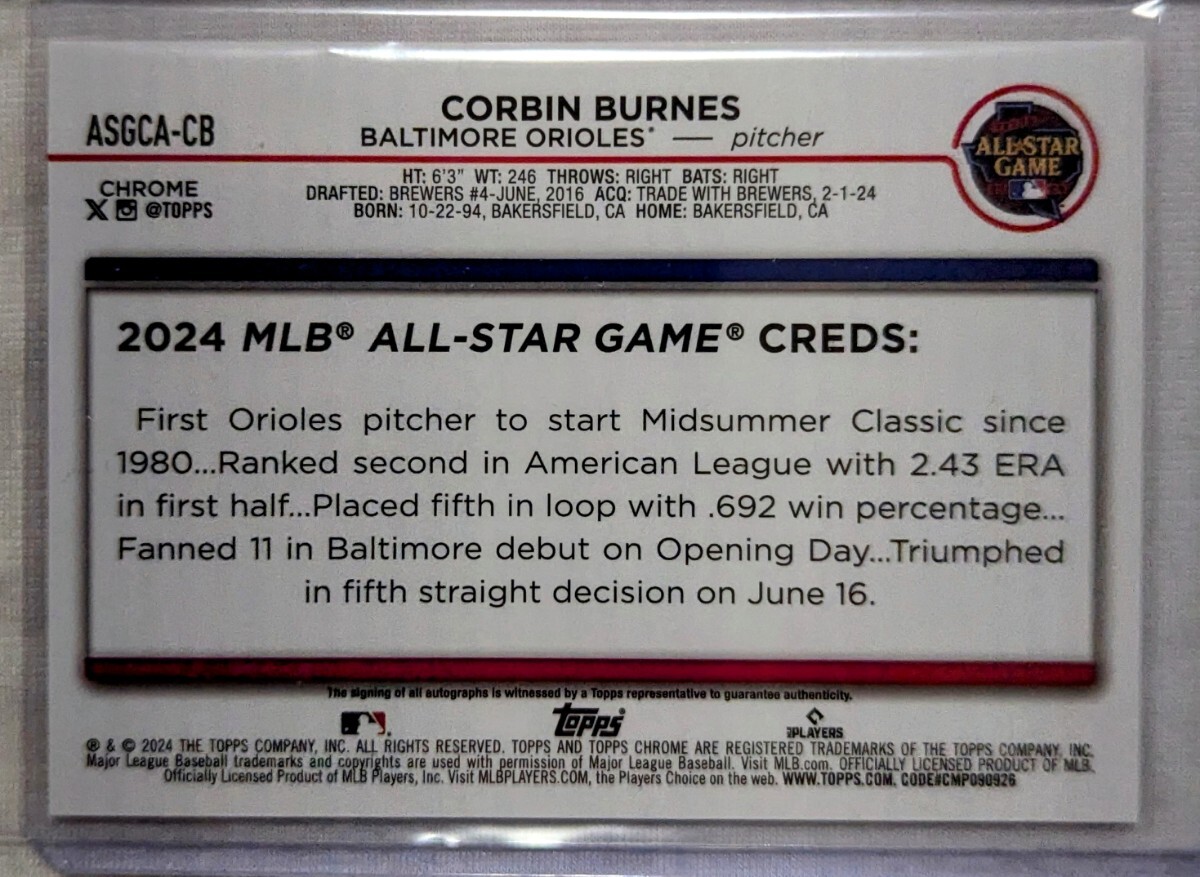 ASGCA-CB
CORBIN BURNES
BALTIMORE ORIOLES® — pitcher
ALL-STAR
GAME
CHROME
@TOPPS
HT: 6'3" WT: 246 THROWS: RIGHT BATS: RIGHT
DRAFTED: BREWERS #4-JUNE, 2016 ACQ: TRADE WITH BREWERS, 2-1-24
BORN: 10-22-94, BAKERSFIELD, CA HOME: BAKERSFIELD, CA
2024 MLB® ALL-STAR GAME® CREDS:
First Orioles pitcher to start Midsummer Classic since
1980...Ranked second in American League with 2.43 ERA
in first half...Placed fifth in loop with .692 win percentage...
Fanned 11 in Baltimore debut on Opening Day...Triumphed
in fifth straight decision on June 16.
The signing of all autographs is witnessed by a Topps representative to guarantee authenticity.
Topps
PLAYERS
® & © 2024 THE TOPPS COMPANY, INC. ALL RIGHTS RESERVED. TOPPS AND TOPPS CHROME ARE REGISTERED TRADEMARKS OF THE TOPPS COMPANY, INC.
Major League Baseball trademarks and copyrights are used with permission of Major League Baseball. Visit MLB.com. OFFICIALLY LICENSED PRODUCT OF MLB.
Officially Licensed Product of MLB Players, Inc. Visit MLBPLAYERS.COM, the Players Choice on the web. WWW.TOPPS.COM. CODE#CMP090926